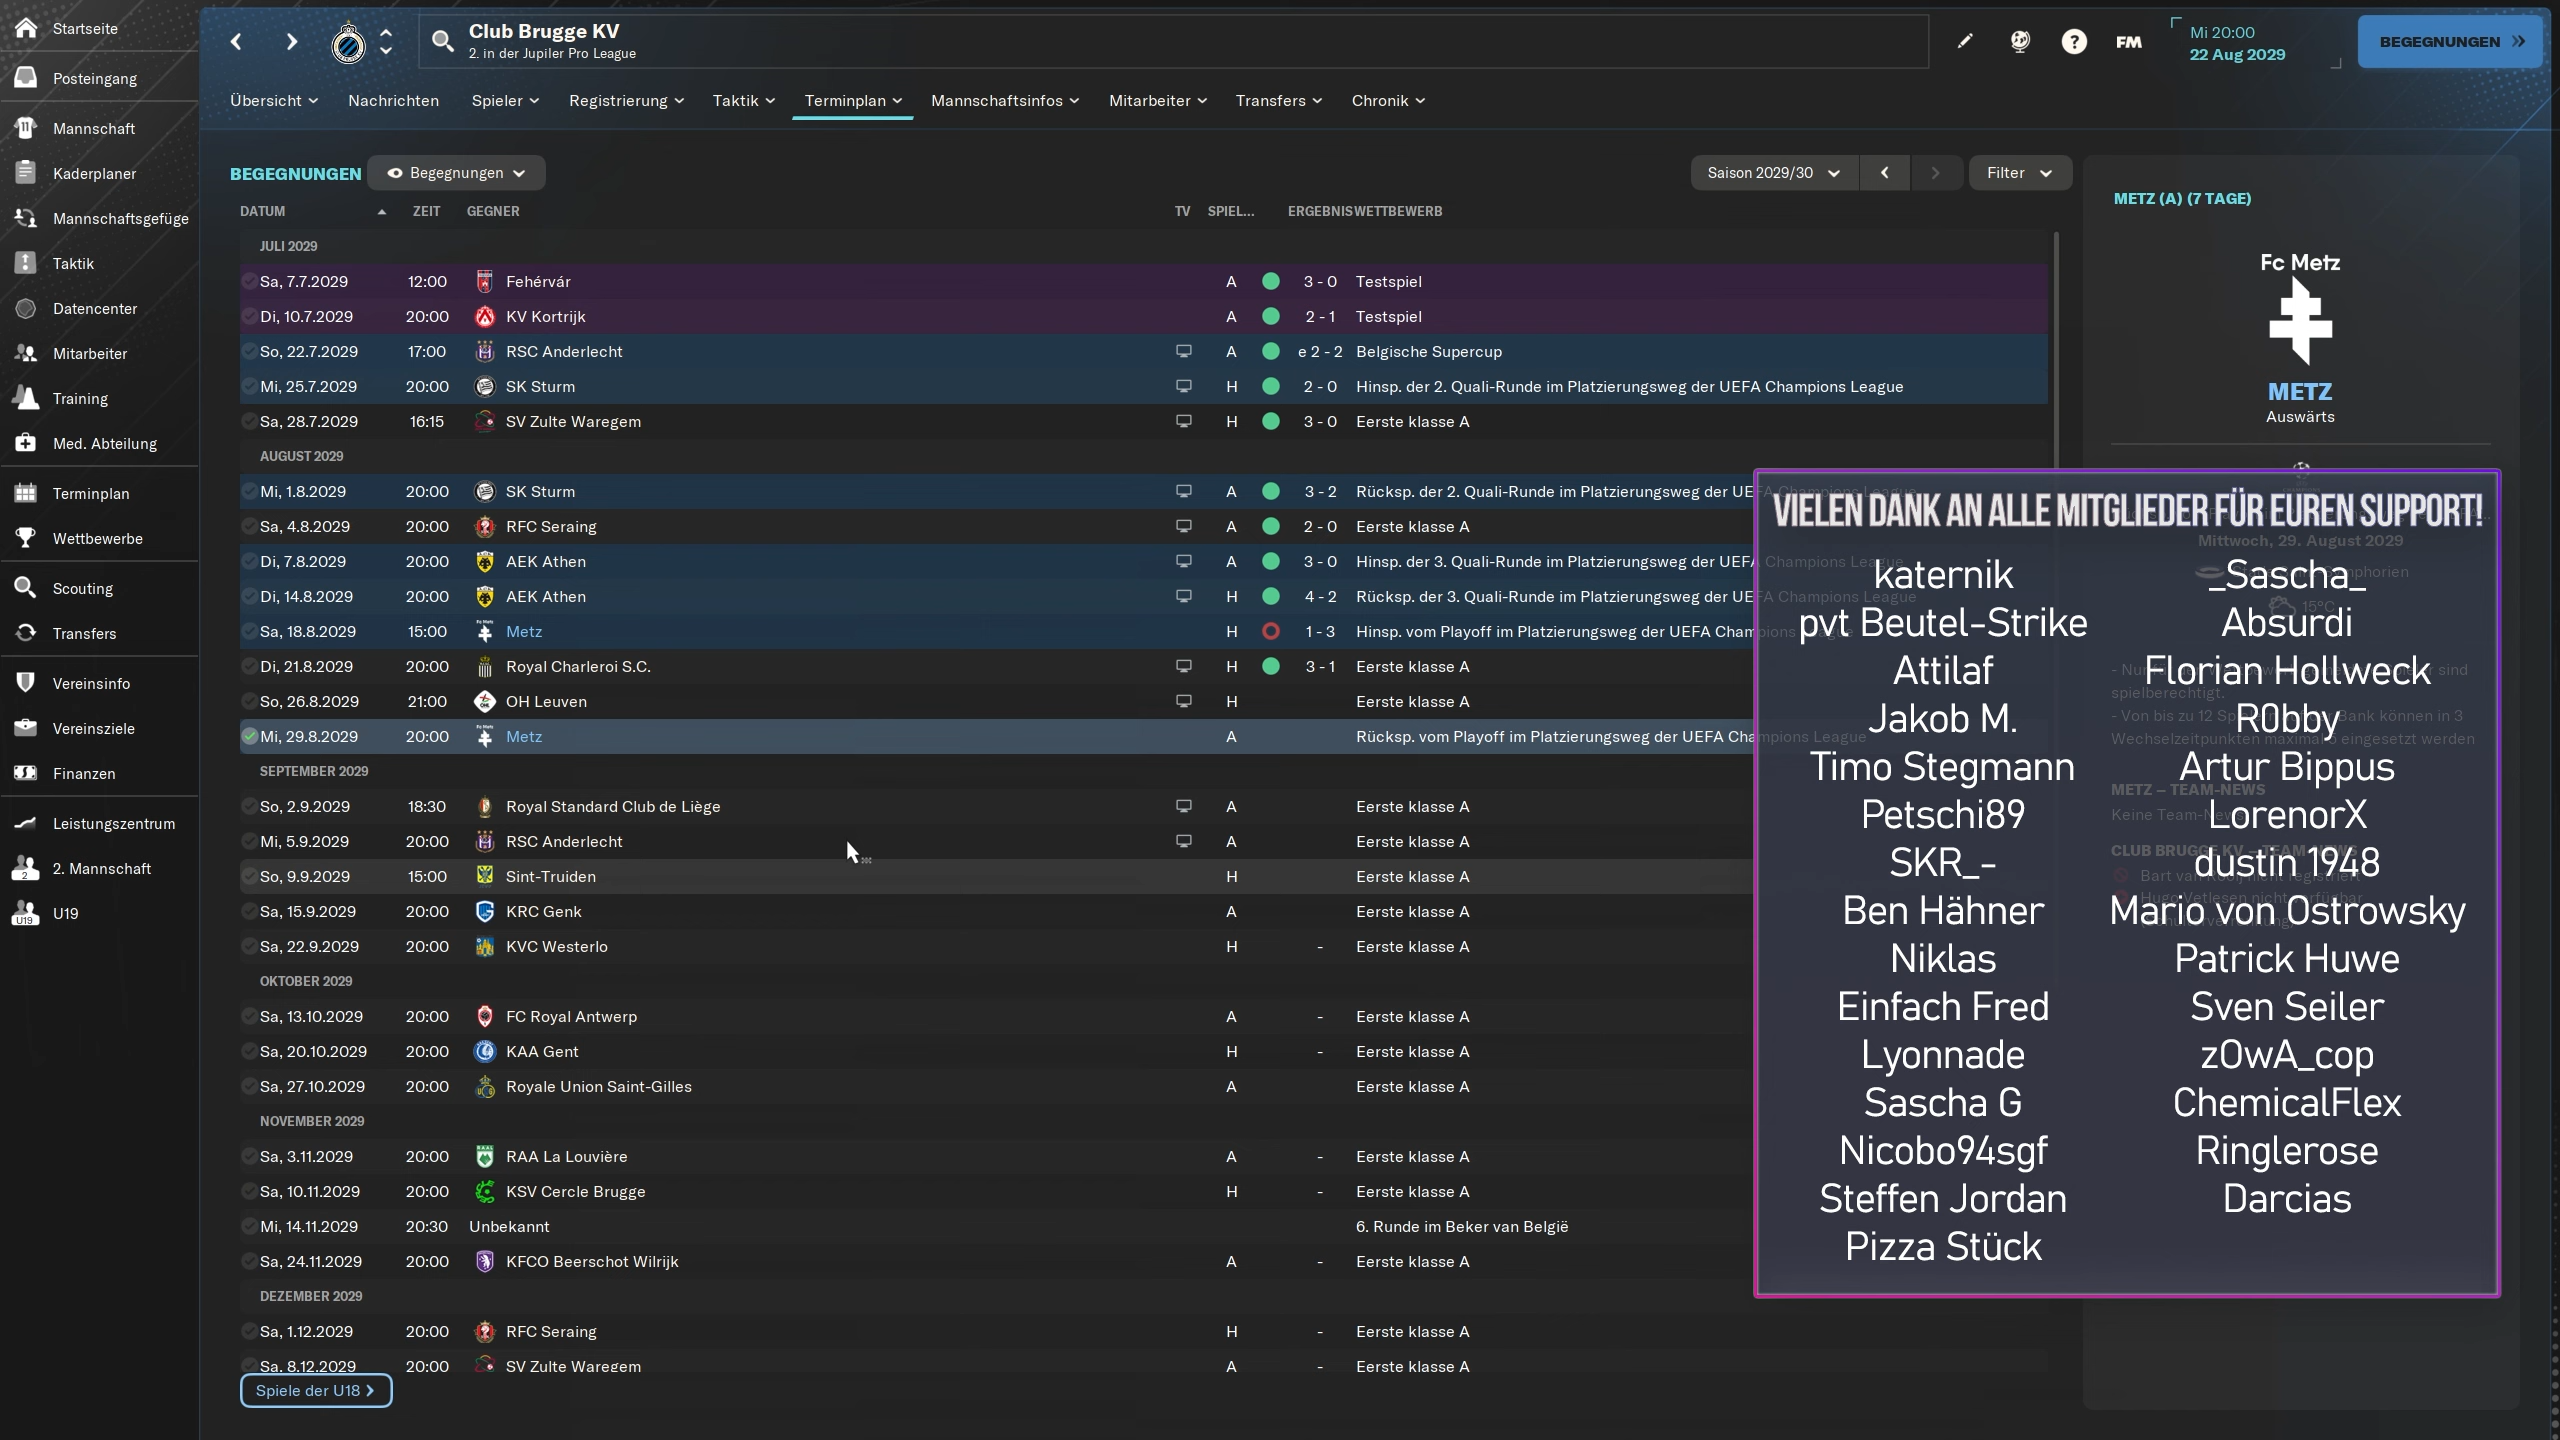 Startseite
Posteingang
Mannschaft
Kaderplaner
Mannschaftsgefüge
Taktik
Datencenter
Mitarbeiter
Training
Med. Abteilung
Terminplan
Wettbewerbe
Scouting
Transfers
Vereinsinfo
Vereinsziele
Finanzen
Leistungszentrum
2. Mannschaft
U19
Club Brugge KV
2. in der Jupiler Pro League
FM
Mi 20:00
22 Aug 2029
BEGEGNUNGEN
Übersicht Nachrichten Spieler Registrierung Taktik Terminplan Mannschaftsinfos Mitarbeiter Transfers Chronik
BEGEGNUNGEN Begegnungen Saison 2029/30 Filter
DATUM ZEIT GEGNER TV SPIEL... ERGEBNIS WETTBEWERB
JULI 2029
Sa, 7.7.2029 12:00 Fehérvár A 3 - 0 Testspiel
Di, 10.7.2029 20:00 KV Kortrijk A 2 - 1 Testspiel
So, 22.7.2029 17:00 RSC Anderlecht A e 2 - 2 Belgische Supercup
Mi, 25.7.2029 20:00 SK Sturm H 2 - 0 Hinsp. der 2. Quali-Runde im Platzierungsweg der UEFA Champions League
Sa, 28.7.2029 16:15 SV Zulte Waregem H 3 - 0 Eerste klasse A
AUGUST 2029
Mi, 1.8.2029 20:00 SK Sturm A 3 - 2 Rücksp. der 2. Quali-Runde im Platzierungsweg der UEFA Champions League
Sa, 4.8.2029 20:00 RFC Seraing A 2 - 0 Eerste klasse A
Di, 7.8.2029 20:00 AEK Athen A 3 - 0 Hinsp. der 3. Quali-Runde im Platzierungsweg der UEFA Champions League
Di, 14.8.2029 20:00 AEK Athen H 4 - 2 Rücksp. der 3. Quali-Runde im Platzierungsweg der UEFA Champions League
Sa, 18.8.2029 15:00 Metz H 1 - 3 Hinsp. vom Playoff im Platzierungsweg der UEFA Champions League
Di, 21.8.2029 20:00 Royal Charleroi S.C. H 3 - 1 Eerste klasse A
So, 26.8.2029 21:00 OH Leuven H Eerste klasse A
Mi, 29.8.2029 20:00 Metz A Rücksp. vom Playoff im Platzierungsweg der UEFA Champions League
SEPTEMBER 2029
So, 2.9.2029 18:30 Royal Standard Club de Liège A Eerste klasse A
Mi, 5.9.2029 20:00 RSC Anderlecht A Eerste klasse A
So, 9.9.2029 15:00 Sint-Truiden H Eerste klasse A
Sa, 15.9.2029 20:00 KRC Genk A Eerste klasse A
Sa, 22.9.2029 20:00 KVC Westerlo H - Eerste klasse A
OKTOBER 2029
Sa, 13.10.2029 20:00 FC Royal Antwerp A - Eerste klasse A
Sa, 20.10.2029 20:00 KAA Gent H - Eerste klasse A
Sa, 27.10.2029 20:00 Royale Union Saint-Gilles A - Eerste klasse A
NOVEMBER 2029
Sa, 3.11.2029 20:00 RAA La Louvière A - Eerste klasse A
Sa, 10.11.2029 20:00 KSV Cercle Brugge H - Eerste klasse A
Mi, 14.11.2029 20:30 Unbekannt 6. Runde im Beker van België
Sa, 24.11.2029 20:00 KFCO Beerschot Wilrijk A - Eerste klasse A
DEZEMBER 2029
Sa, 1.12.2029 20:00 RFC Seraing H - Eerste klasse A
Sa, 8.12.2029 20:00 SV Zulte Waregem A - Eerste klasse A
Spiele der U18
METZ (A) (7 TAGE)
Fc Metz
METZ
Auswärts
VIELEN DANK AN ALLE MITGLIEDER FÜR EUREN SUPPORT!
katernik
pvt Beutel-Strike
Attilaf
Jakob M.
Timo Stegmann
Petschi89
SKR_-
Ben Hähner
Niklas
Einfach Fred
Lyonnade
Sascha G
Nicobo94sgf
Steffen Jordan
Pizza Stück
_Sascha_
Absurdi
Florian Hollweck
R0bby
Artur Bippus
LorenorX
dustin 1948
Mario von Ostrowsky
Patrick Huwe
Sven Seiler
zOwA_cop
ChemicalFlex
Ringlerose
Darcias
Mittwoch, 29. August 2029
15°C
METZ – TEAM-NEWS